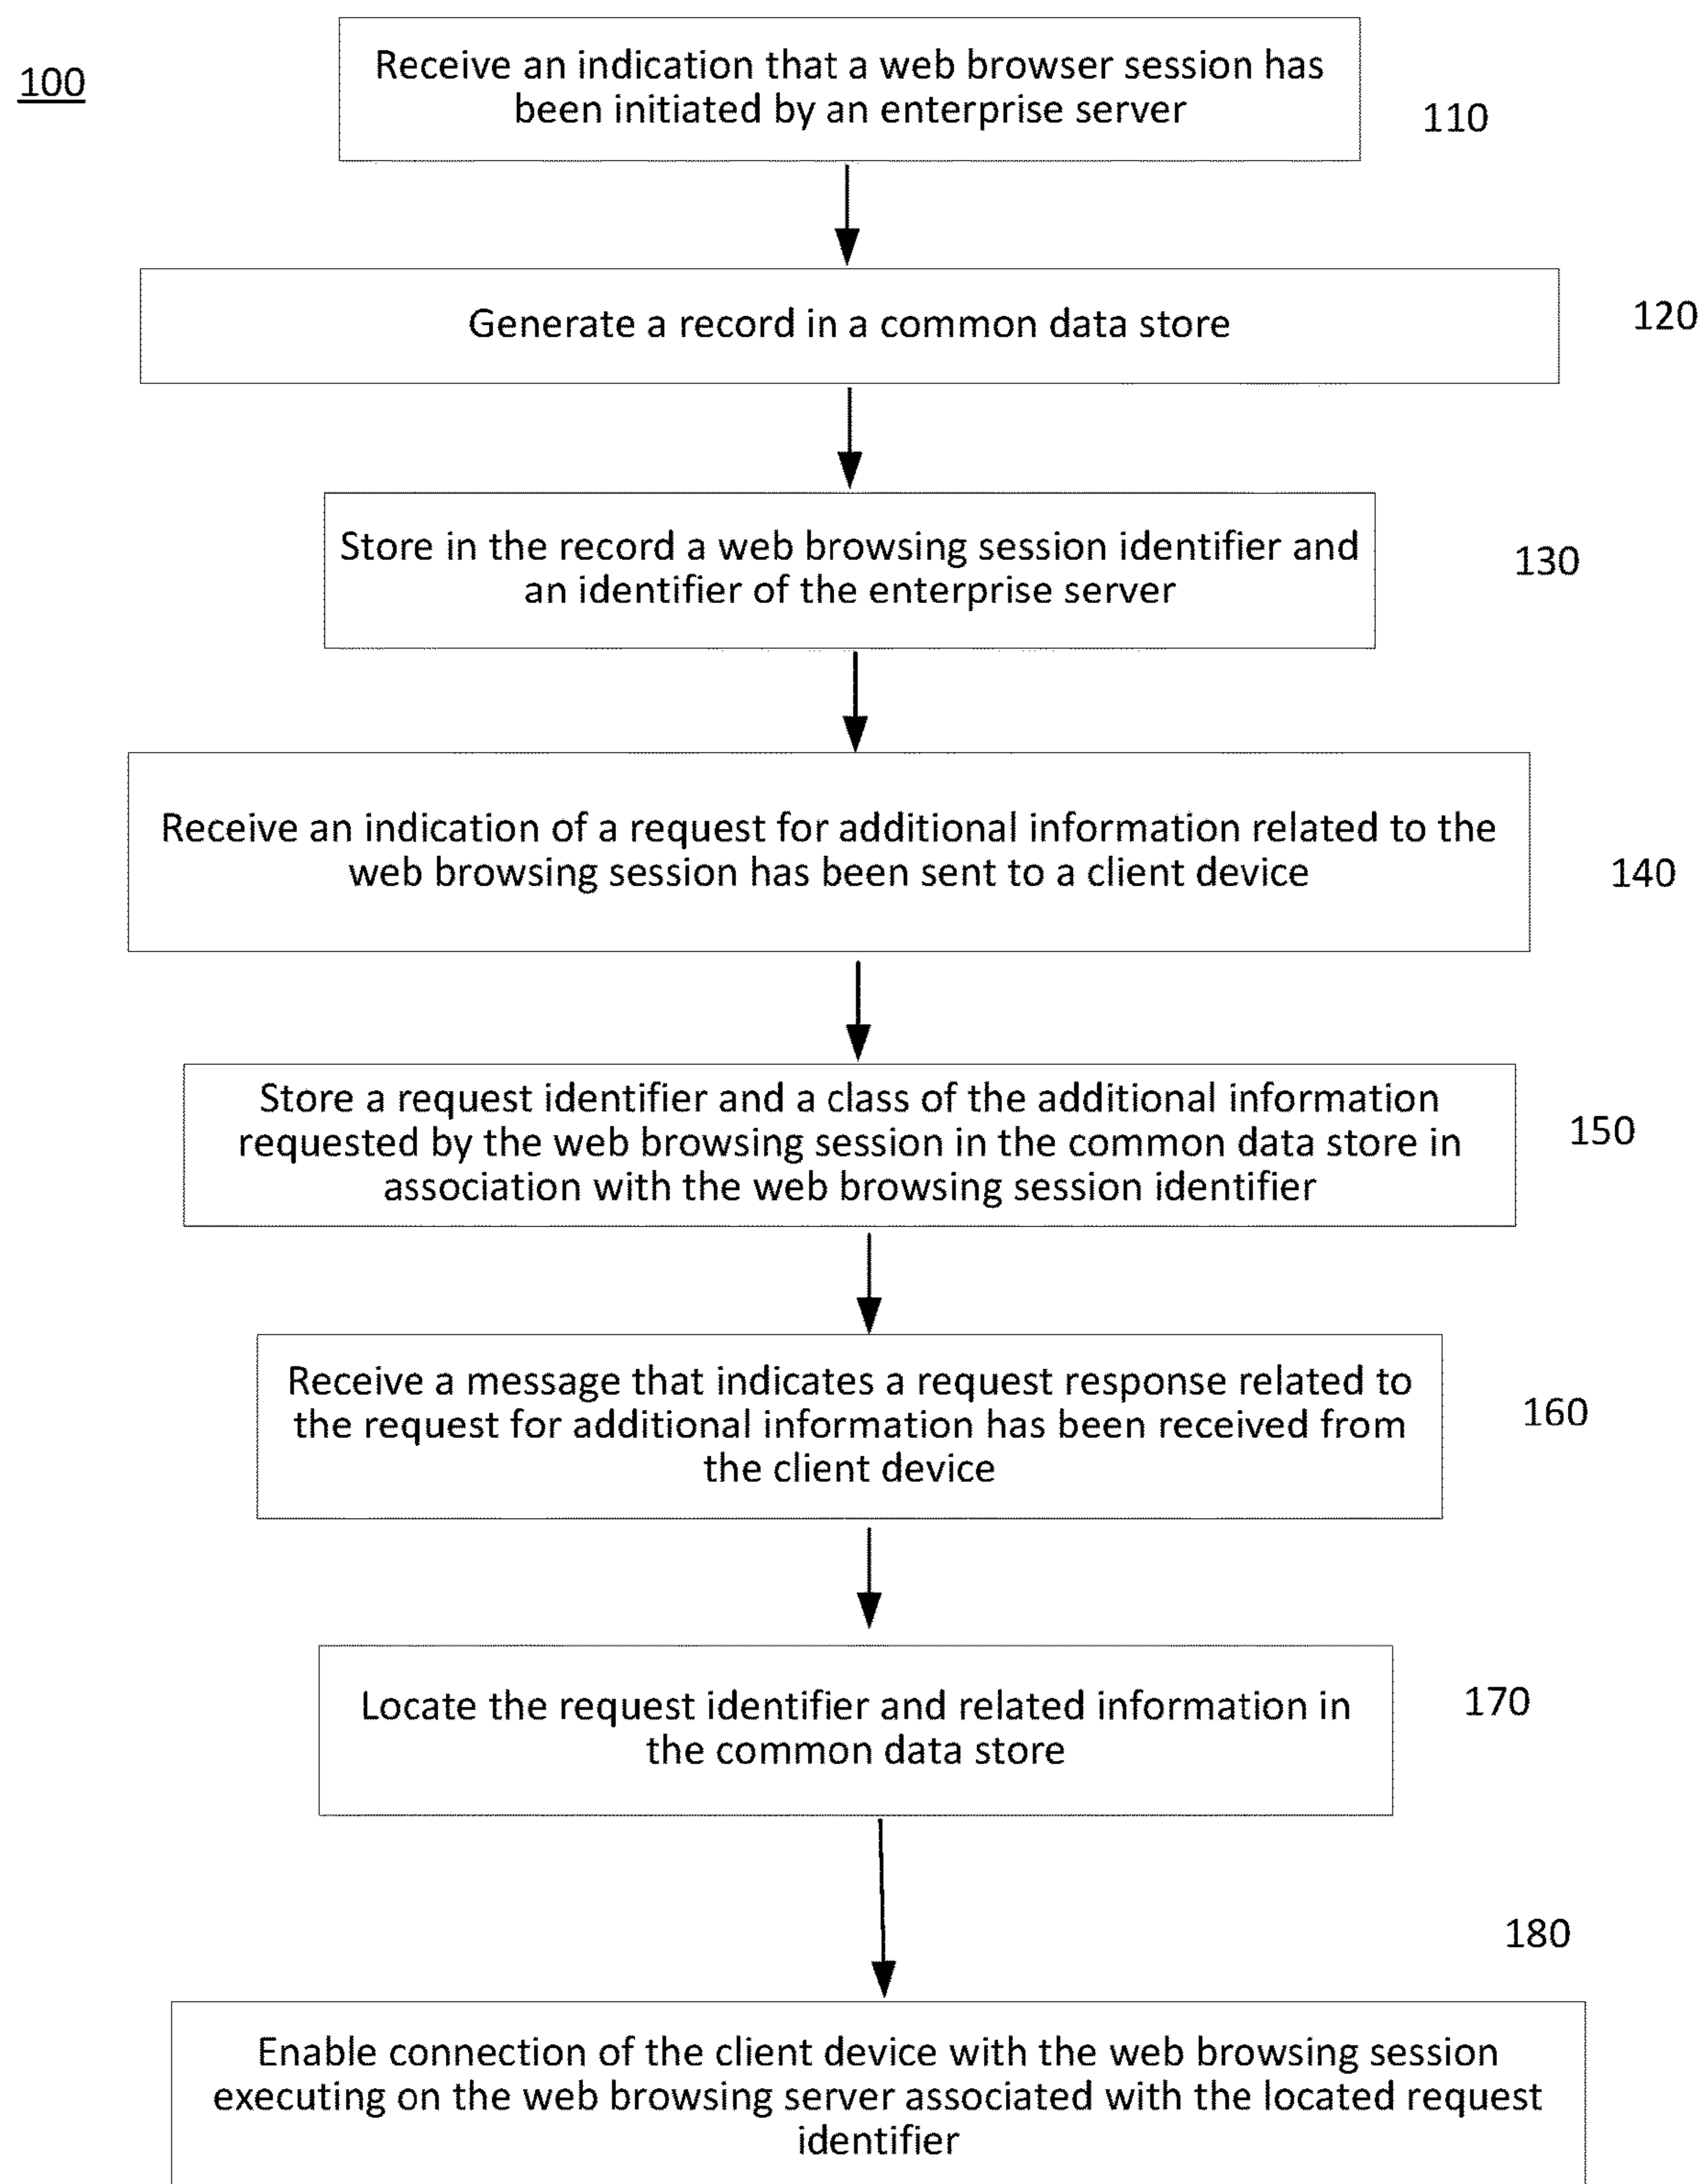 100
Receive an indication that a web browser session has
been initiated by an enterprise server
110
Generate a record in a common data store
120
Store in the record a web browsing session identifier and
an identifier of the enterprise server
130
Receive an indication of a request for additional information related to the
web browsing session has been sent to a client device
140
Store a request identifier and a class of the additional information
requested by the web browsing session in the common data store in
association with the web browsing session identifier
150
Receive a message that indicates a request response related to
the request for additional information has been received from
the client device
160
Locate the request identifier and related information in
the common data store
170
180
Enable connection of the client device with the web browsing session
executing on the web browsing server associated with the located request
identifier